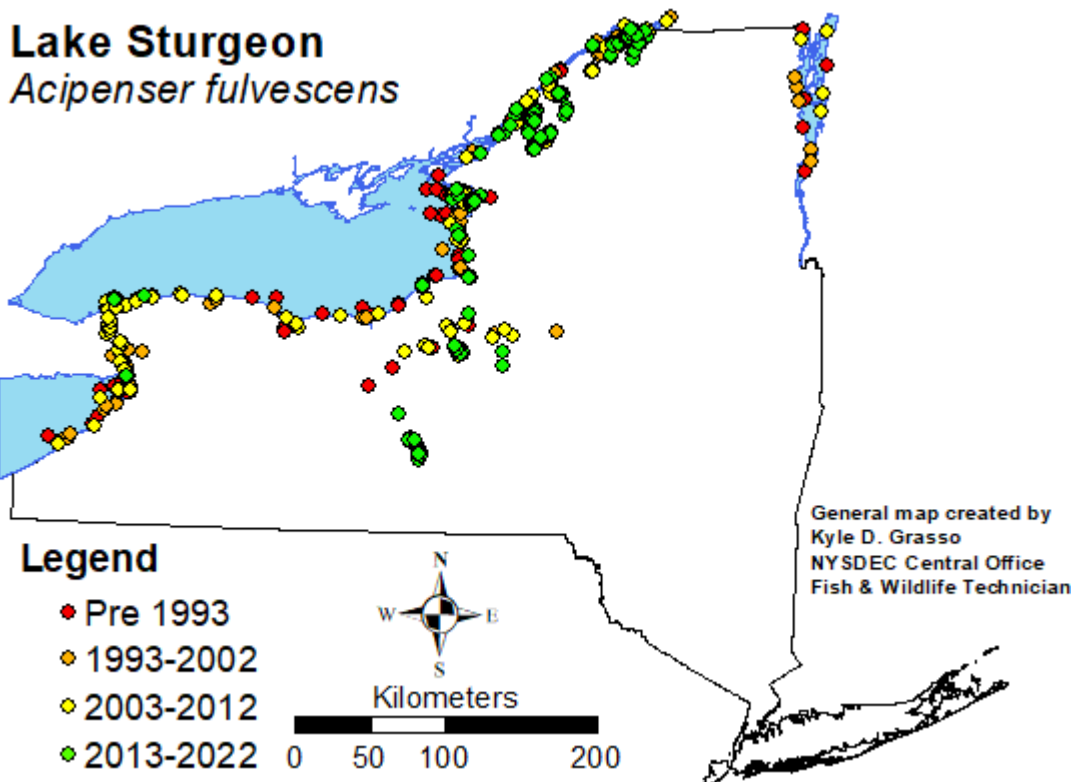 Lake Sturgeon
Acipenser fulvescens
General map created by
Kyle D. Grasso
NYSDEC Central Office
Fish & Wildlife Technician
Legend
Pre 1993
1993-2002
2003-2012
2013-2022
N
W E
S
Kilometers
0 50 100 200